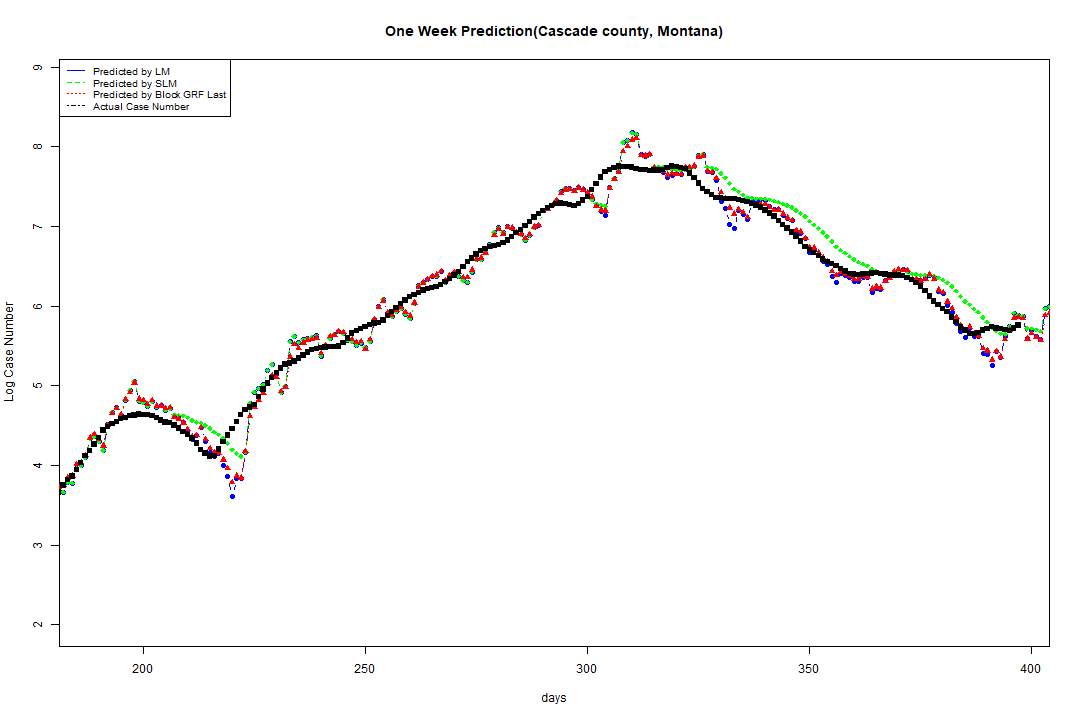 One Week Prediction(Cascade county, Montana)
Predicted by LM
Predicted by SLM
Predicted by Block GRF Last
Actual Case Number
9
8
7
6
5
4
3
2
Log Case Number
200 250 300 350 400
days